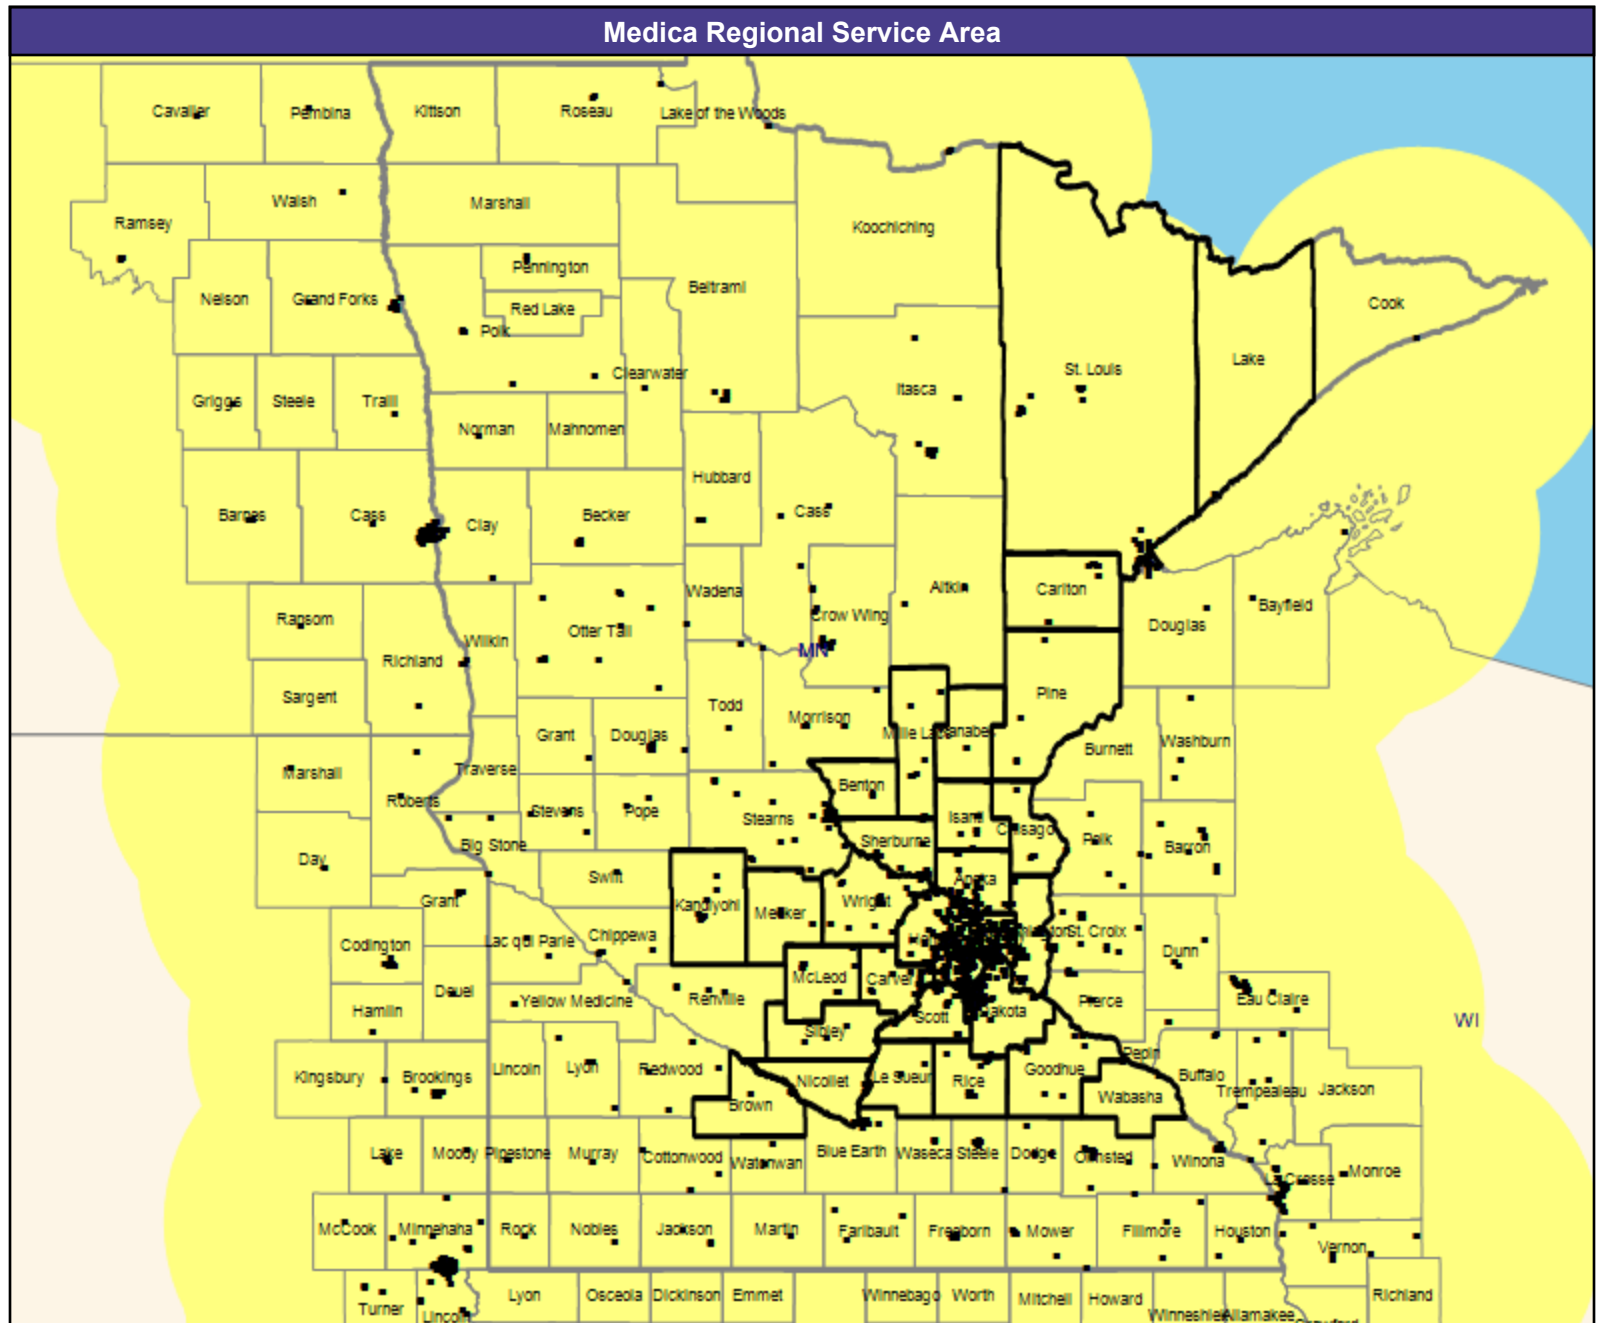 Medica Regional Service Area
Cavalier
Pembina
Kittson
Roseau
Lake of the Woods
Walsh
Marshall
Ramsey
Koochiching
Pennington
Nelson
Grand Forks
Beltrami
Red Lake
Polk
Cook
Lake
St. Louis
Clearwater
Itasca
Griggs
Steele
Traill
Norman
Mahnomen
Hubbard
Barnes
Cass
Clay
Becker
Cass
Wadena
Aitkin
Carlton
Bayfield
Ransom
Crow Wing
Douglas
Otter Tail
Wilkin
MN
Richland
Sargent
Pine
Todd
Morrison
Mille Lacs
Kanabec
Grant
Douglas
Burnett
Washburn
Marshall
Traverse
Roberts
Benton
Stevens
Pope
Stearns
Isanti
Chisago
Polk
Barron
Big Stone
Sherburne
Day
Swift
Anoka
Grant
Kandiyohi
Meeker
Wright
Codington
Lac qui Parle
Chippewa
St. Croix
Dunn
McLeod
Carver
Deuel
Yellow Medicine
Renville
Pierce
Eau Claire
Hamlin
Scott
Dakota
WI
Sibley
Pepin
Kingsbury
Brookings
Lincoln
Lyon
Redwood
Nicollet
Le Sueur
Rice
Goodhue
Buffalo
Trempealeau
Jackson
Brown
Wabasha
Lake
Moody
Pipestone
Murray
Cottonwood
Watonwan
Blue Earth
Waseca
Steele
Dodge
Olmsted
Winona
La Crosse
Monroe
McCook
Minnehaha
Rock
Nobles
Jackson
Martin
Faribault
Freeborn
Mower
Fillmore
Houston
Vernon
Turner
Lincoln
Lyon
Osceola
Dickinson
Emmet
Winnebago
Worth
Mitchell
Howard
Winneshiek
Allamakee
Crawford
Richland